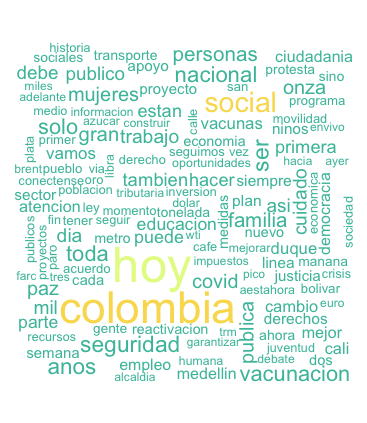 historia
sociales transporte personas ciudadania
debe publico apoyo nacional protesta sino
miles mujeres proyecto san onza programa
adelante
medio informacion estan social movilidad
plata azucar construir calle vacunas ninos envivo
solo gran trabajo economia ser primera
primer libra derecho seguimos vez hacia ayer
vamos oportunidades
brent pueblo via tambien hacer siempre cuidado economica democracia sociedad
conectenseoro
sector poblacion tributaria inversion
atencion ley momento tonelada dolar medidas plan asi
fin tener seguir educacion familia
publicos proyectos dia metro puede wti nuevo duque
paro toda hoy cafe mejorar linea manana
farc tres acuerdo impuestos
paz cada covid pico justicia crisis
aestahora bolivar
mil colombia publica derechos euro
parte
recursos gente reactivacion trm ahora mejor
semana seguridad garantizar juventud cali
anos empleo humana debate dos
alcaldia medellin vacunacion